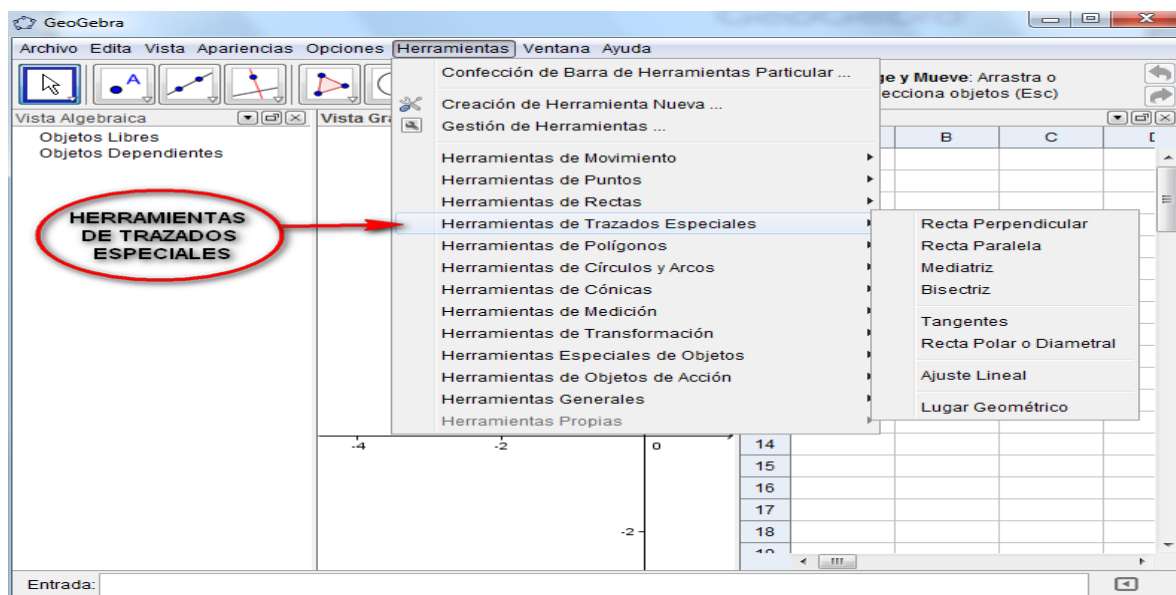 GeoGebra
Archivo Edita Vista Apariencias Opciones Herramientas Ventana Ayuda
A
ge y Mueve: Arrastra o
ecciona objetos (Esc)
Vista Algebraica
Vista Gr
Objetos Libres
Objetos Dependientes
HERRAMIENTAS
DE TRAZADOS
ESPECIALES
Confección de Barra de Herramientas Particular ...
Creación de Herramienta Nueva ...
Gestión de Herramientas ...
Herramientas de Movimiento
Herramientas de Puntos
Herramientas de Rectas
Herramientas de Trazados Especiales
Herramientas de Polígonos
Herramientas de Círculos y Arcos
Herramientas de Cónicas
Herramientas de Medición
Herramientas de Transformación
Herramientas Especiales de Objetos
Herramientas de Objetos de Acción
Herramientas Generales
Herramientas Propias
Recta Perpendicular
Recta Paralela
Mediatriz
Bisectriz
Tangentes
Recta Polar o Diametral
Ajuste Lineal
Lugar Geométrico
B C
-4 -2 0
-2
14
15
16
17
18
Entrada: